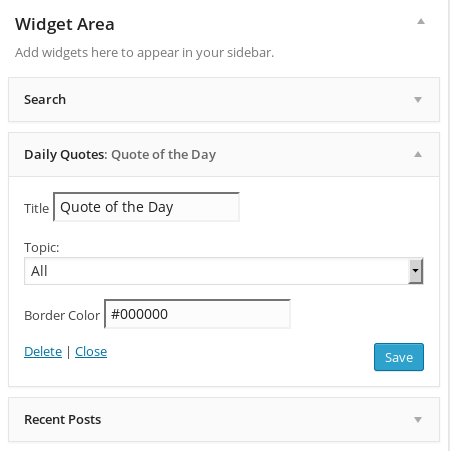 Widget Area
Add widgets here to appear in your sidebar.
Search
Daily Quotes: Quote of the Day
Title Quote of the Day
Topic:
All
Border Color #000000
Delete | Close Save
Recent Posts